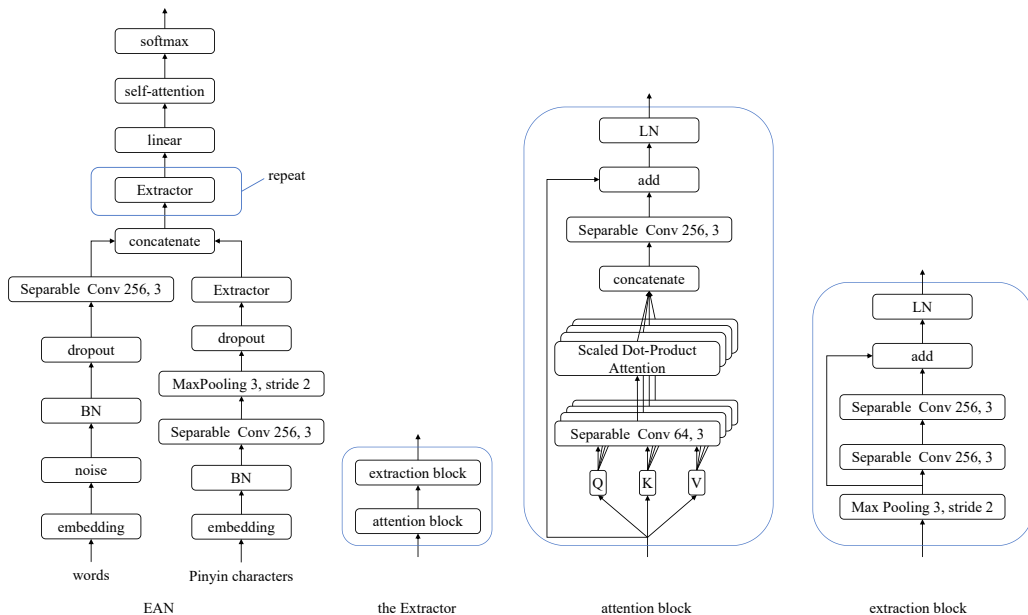 softmax
self-attention
linear
Extractor
repeat
concatenate
Separable Conv 256, 3
dropout
BN
noise
embedding
words
Extractor
dropout
MaxPooling 3, stride 2
Separable Conv 256, 3
BN
embedding
Pinyin characters
EAN
extraction block
attention block
the Extractor
LN
add
Separable Conv 256, 3
concatenate
Scaled Dot-Product
Attention
Separable Conv 64, 3
Q K V
attention block
LN
add
Separable Conv 256, 3
Separable Conv 256, 3
Max Pooling 3, stride 2
extraction block